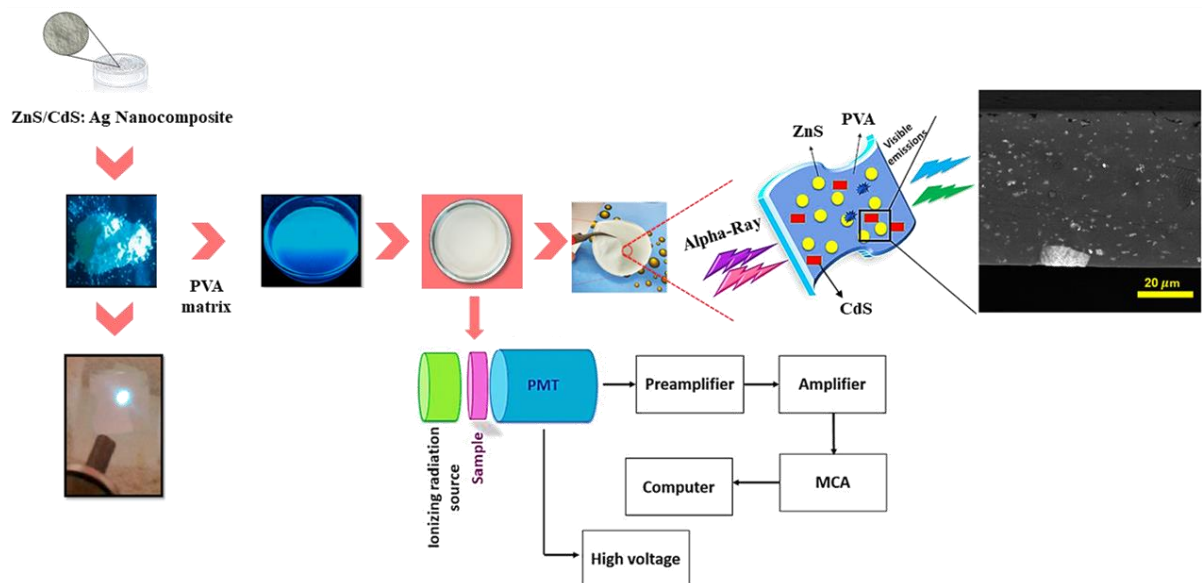 ZnS/CdS: Ag Nanocomposite
PVA
matrix
Alpha-Ray
ZnS
PVA
Visible
emissions
CdS
20 μm
Ionizing radiation
source
Sample
PMT
Preamplifier
Amplifier
MCA
Computer
High voltage